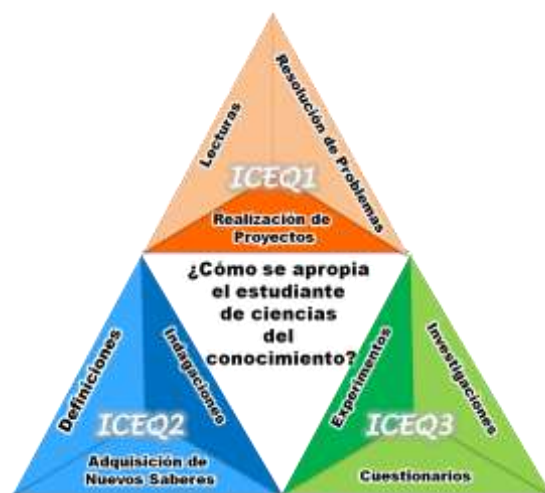 Lecturas
Resolución de Problemas
ICEQ1
Realización de
Proyectos
¿Cómo se apropia
el estudiante
de ciencias
del
conocimiento?
Definiciones
Indagaciones
ICEQ2
Adquisición de
Nuevos Saberes
Experimentos
Investigaciones
ICEQ3
Cuestionarios